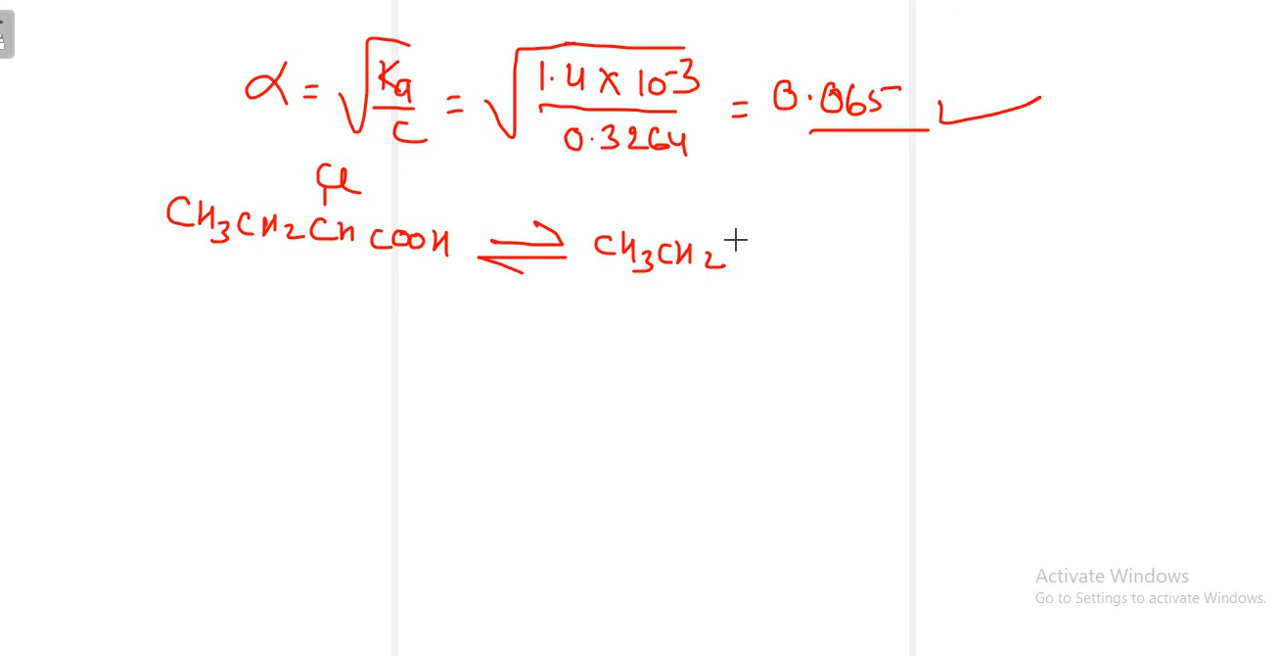 α = √(Ka/C) = √(1.4 × 10⁻³/0.3264) = 0.065 ✓
Cl
CH₃CH₂CHCOOH ⇌ CH₃CH₂
Activate Windows
Go to Settings to activate Windows.